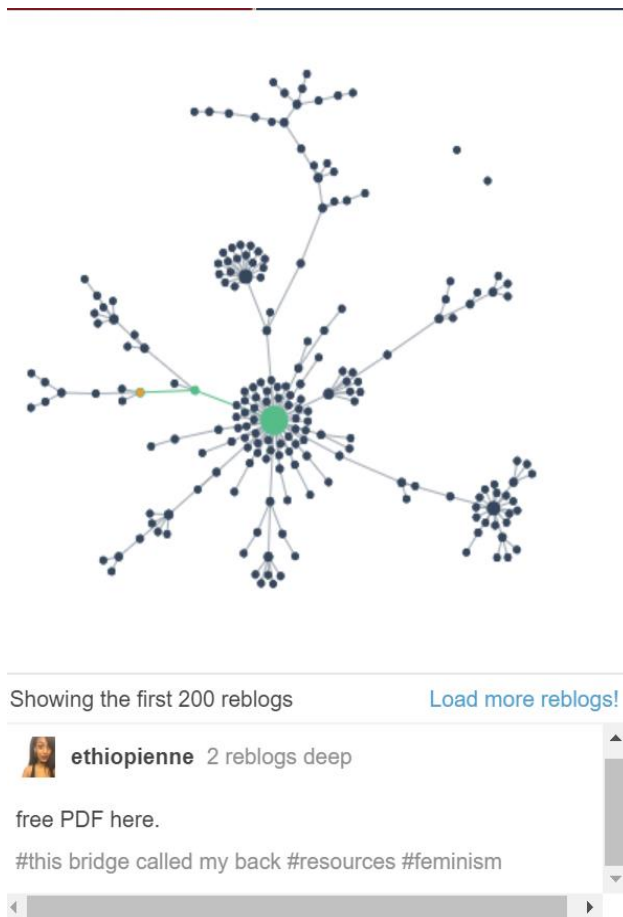 Showing the first 200 reblogs Load more reblogs!
ethiopienne 2 reblogs deep
free PDF here.
#this bridge called my back #resources #feminism